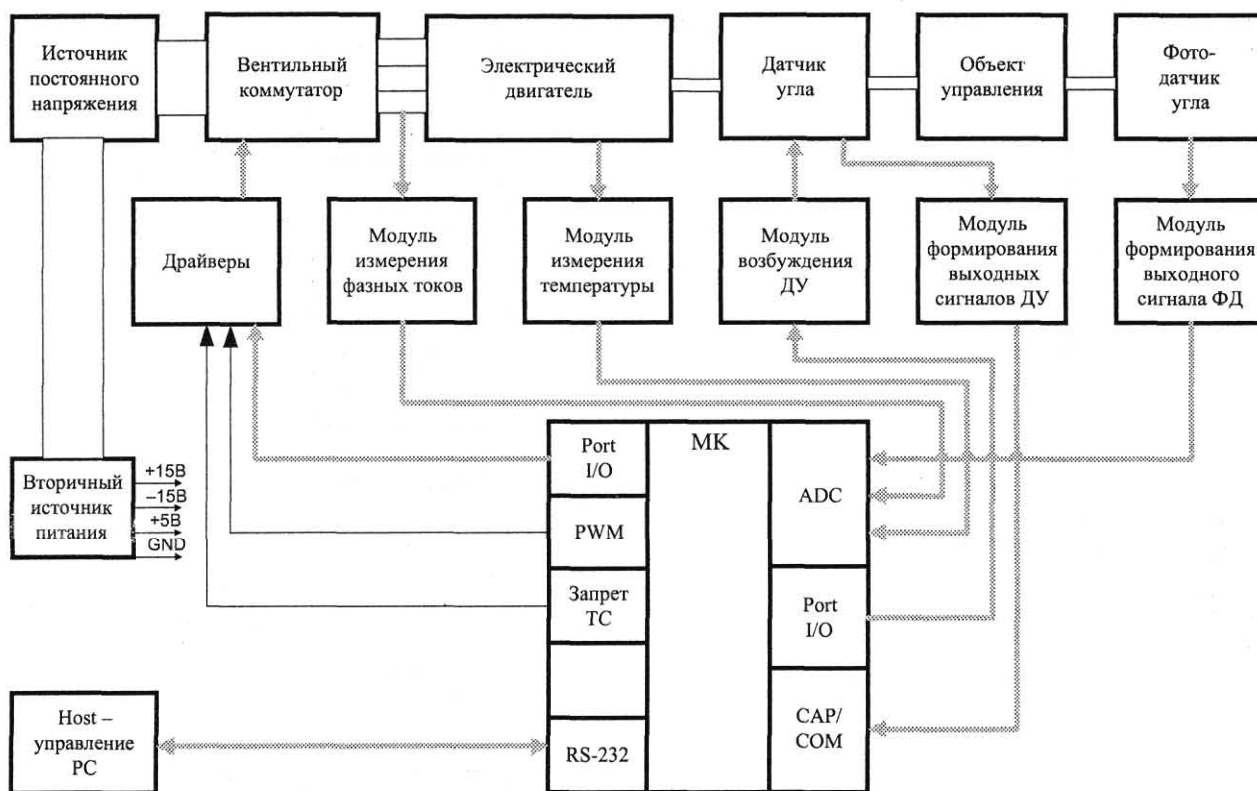 Источник
постоянного
напряжения
Вентильный
коммутатор
Электрический
двигатель
Датчик
угла
Объект
управления
Фото-
датчик
угла
Драйверы
Модуль
измерения
фазных токов
Модуль
измерения
температуры
Модуль
возбуждения
ДУ
Модуль
формирования
выходных
сигналов ДУ
Модуль
формирования
выходного
сигнала ФД
Вторичный
источник
питания
+15В
–15В
+5В
GND
Port
I/O
PWM
Запрет
ТС
RS-232
МК
ADC
Port
I/O
CAP/
COM
Host –
управление
PC